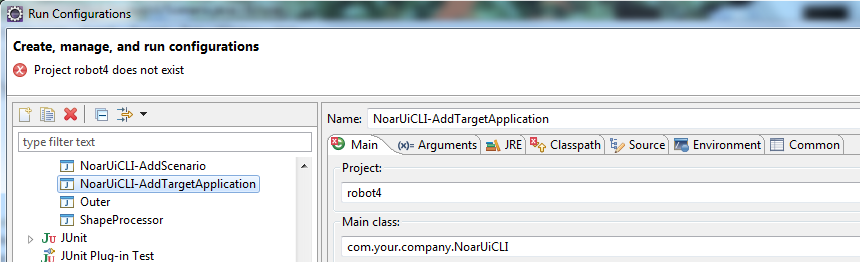 Run Configurations
Create, manage, and run configurations
Project robot4 does not exist
type filter text
NoarUiCLI-AddScenario
NoarUiCLI-AddTargetApplication
Outer
ShapeProcessor
JUnit
JUnit Plug-in Test
Name: NoarUiCLI-AddTargetApplication
Main (x)= Arguments JRE Classpath Source Environment Common
Project:
robot4
Main class:
com.your.company.NoarUiCLI